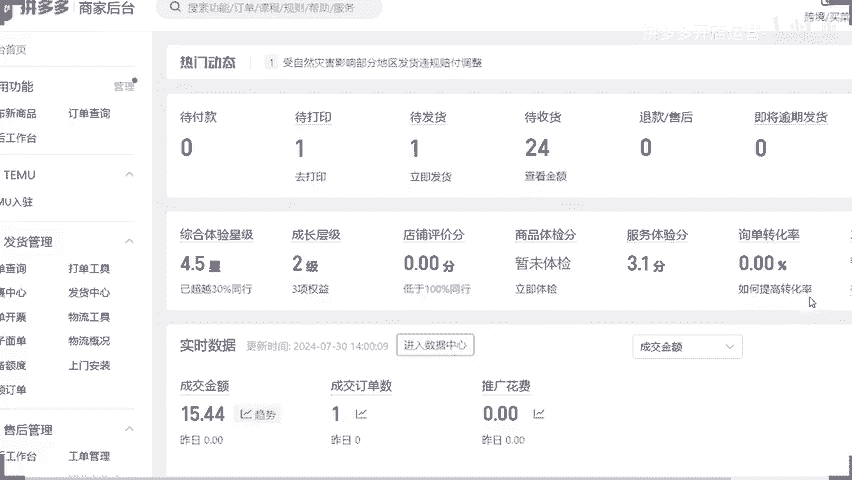 拼多多 商家后台
搜索功能/订单/课程/规则/帮助/服务
跨境/买菜
拼多多开店运营
台首页
热门动态 1 受自然灾害影响部分地区发货违规赔付调整
用功能 管理
布新商品 订单查询
后工作台
TEMU
MU入驻
发货管理
单查询 打单工具
票中心 发货中心
单开票 物流工具
子面单 物流概况
备额度 上门安装
额订单
售后管理
后工作台 工单管理
待付款 待打印 待发货 待收货 退款/售后 即将逾期发货
0 1 1 24 0 0
去打印 立即发货 查看金额
综合体验星级 成长层级 店铺评价分 商品体检分 服务体验分 询单转化率
4.5 星 2 级 0.00 分 暂未体检 3.1 分 0.00 %
已超越30%同行 3项权益 低于100%同行 立即体检 如何提高转化率
实时数据 更新时间: 2024-07-30 14:00:09 进入数据中心 成交金额
成交金额 成交订单数 推广花费
15.44 趋势 1 0.00
昨日 0.00 昨日 0 昨日 0.00